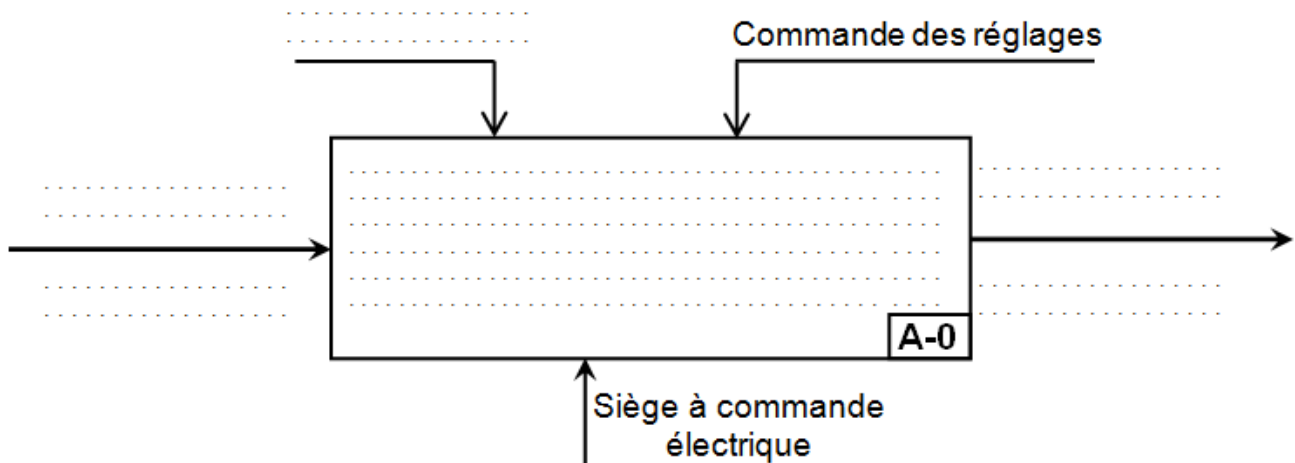 Commande des réglages
A-0
Siège à commande
électrique